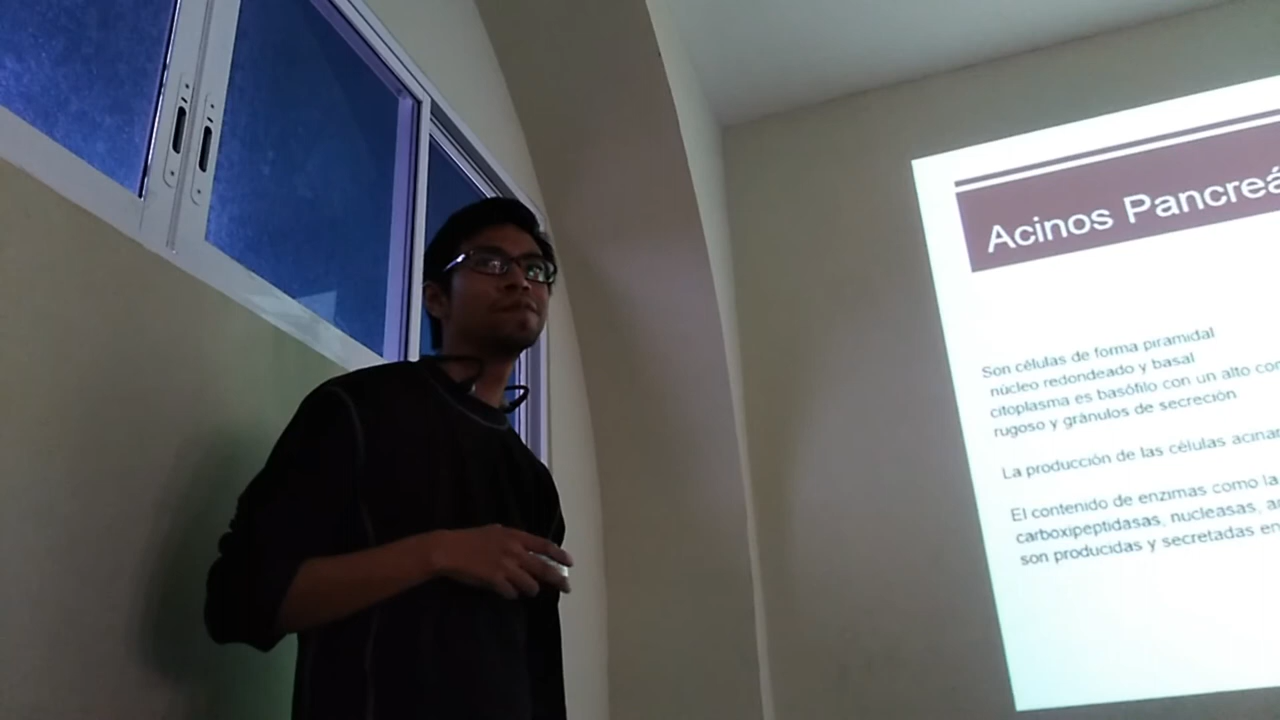 Acinos Pancreá
Son células de forma piramidal
núcleo redondeado y basal
citoplasma es basófilo con un alto con
rugoso y gránulos de secreción
La producción de las células acinar
El contenido de enzimas como la
carboxipeptidasas, nucleasas, a
son producidas y secretadas en